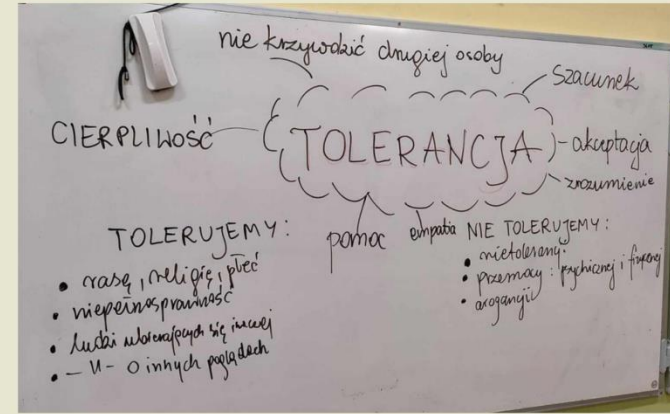 nie krzywdzić drugiej osoby
szacunek
CIERPLIWOŚĆ
TOLERANCJA
- akceptacja
zrozumienie
pomoc
empatia
TOLERUJEMY:
• rasę, religię, płeć
• niepełnosprawność
• ludzi ubierających się inaczej
• - 11 - o innych poglądach
NIE TOLERUJEMY:
• nietolerancji
• przemocy: psychicznej i fizycznej
• arogancji